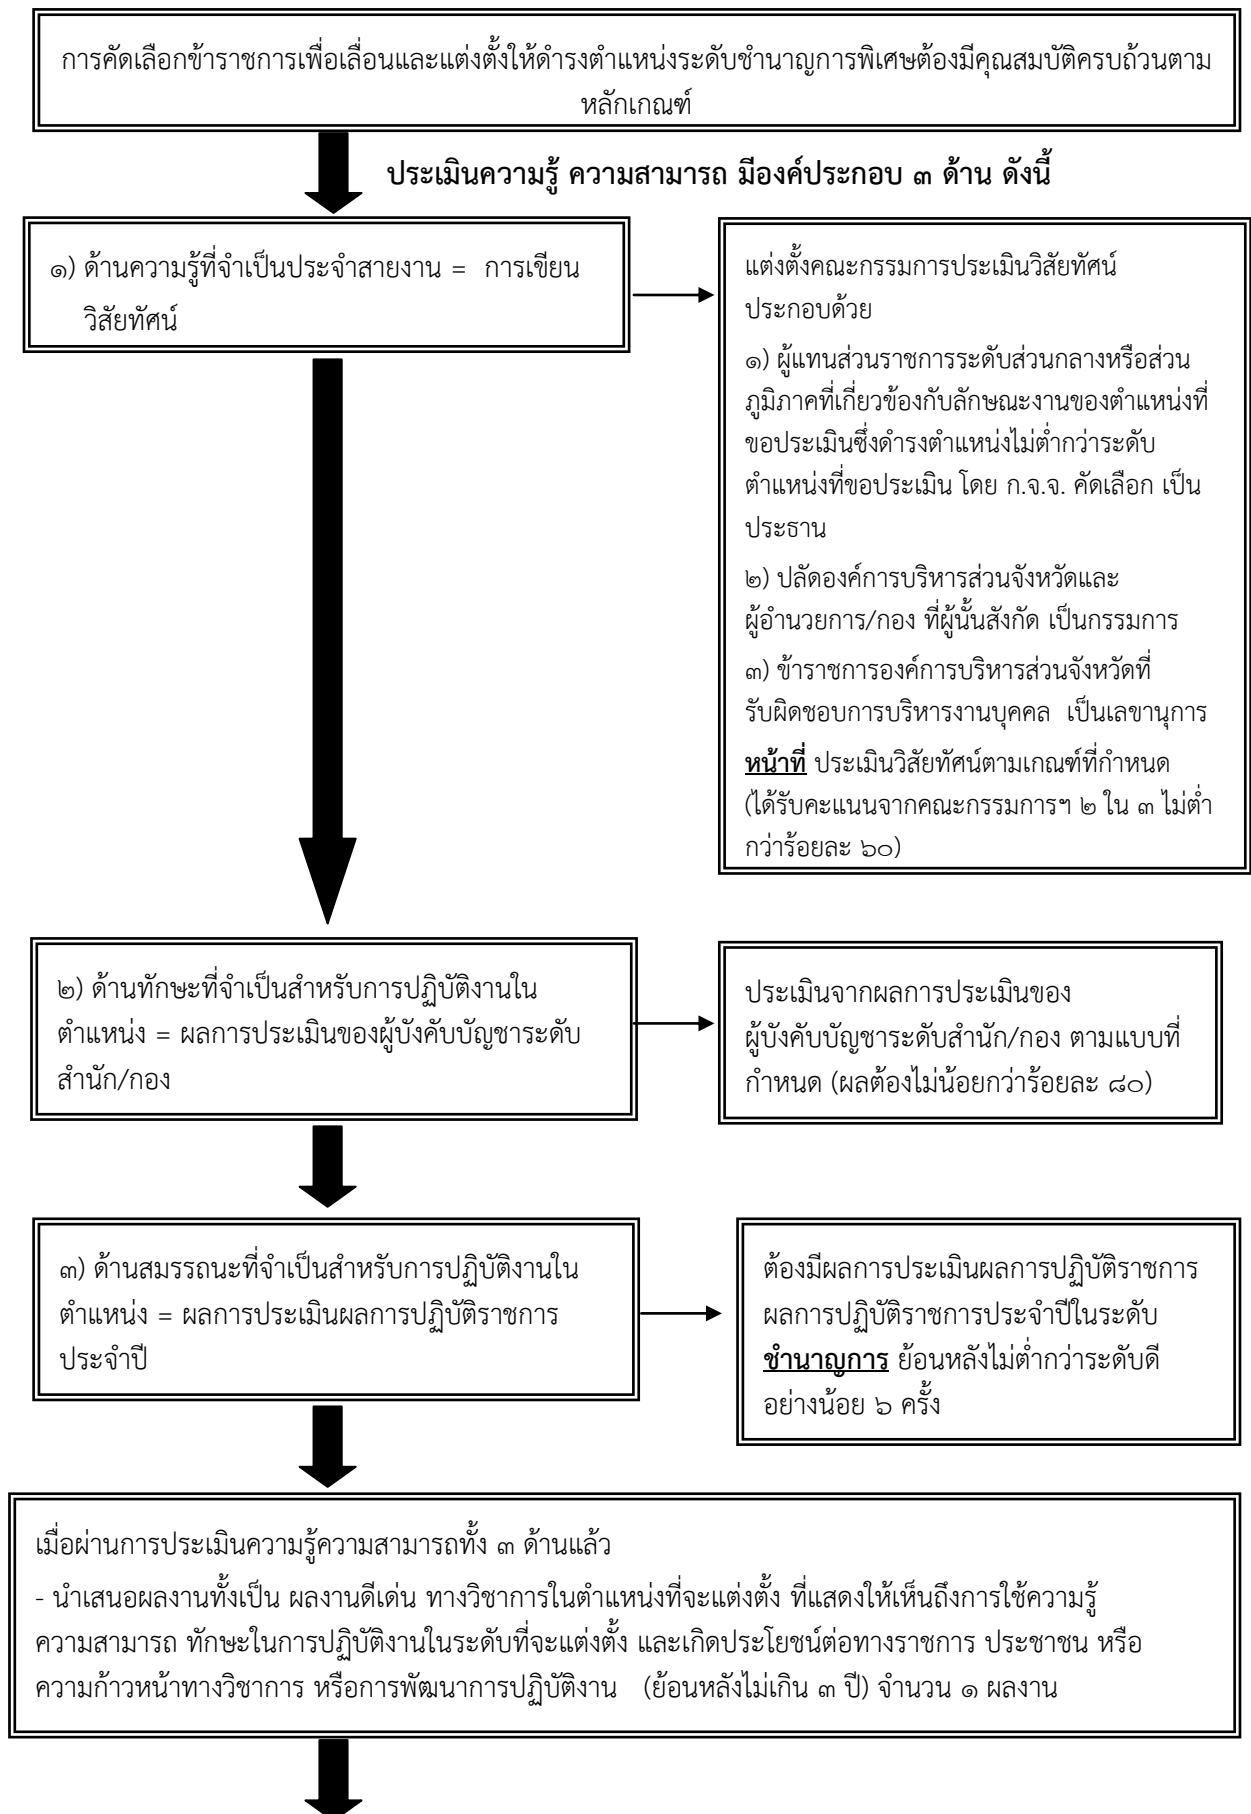 การคัดเลือกข้าราชการเพื่อเลื่อนและแต่งตั้งให้ดำรงตำแหน่งระดับชำนาญการพิเศษต้องมีคุณสมบัติครบถ้วนตาม
หลักเกณฑ์
ประเมินความรู้ ความสามารถ มีองค์ประกอบ ๓ ด้าน ดังนี้
๑) ด้านความรู้ที่จำเป็นประจำสายงาน = การเขียน
วิสัยทัศน์
แต่งตั้งคณะกรรมการประเมินวิสัยทัศน์
ประกอบด้วย
๑) ผู้แทนส่วนราชการระดับส่วนกลางหรือส่วน
ภูมิภาคที่เกี่ยวข้องกับลักษณะงานของตำแหน่งที่
ขอประเมินซึ่งดำรงตำแหน่งไม่ต่ำกว่าระดับ
ตำแหน่งที่ขอประเมิน โดย ก.จ.จ. คัดเลือก เป็น
ประธาน
๒) ปลัดองค์การบริหารส่วนจังหวัดและ
ผู้อำนวยการ/กอง ที่ผู้นั้นสังกัด เป็นกรรมการ
๓) ข้าราชการองค์การบริหารส่วนจังหวัดที่
รับผิดชอบการบริหารงานบุคคล เป็นเลขานุการ
หน้าที่ ประเมินวิสัยทัศน์ตามเกณฑ์ที่กำหนด
(ได้รับคะแนนจากคณะกรรมการฯ ๒ ใน ๓ ไม่ต่ำ
กว่าร้อยละ ๖๐)
๒) ด้านทักษะที่จำเป็นสำหรับการปฏิบัติงานใน
ตำแหน่ง = ผลการประเมินของผู้บังคับบัญชาระดับ
สำนัก/กอง
ประเมินจากผลการประเมินของ
ผู้บังคับบัญชาระดับสำนัก/กอง ตามแบบที่
กำหนด (ผลต้องไม่น้อยกว่าร้อยละ ๘๐)
๓) ด้านสมรรถนะที่จำเป็นสำหรับการปฏิบัติงานใน
ตำแหน่ง = ผลการประเมินผลการปฏิบัติราชการ
ประจำปี
ต้องมีผลการประเมินผลการปฏิบัติราชการ
ผลการปฏิบัติราชการประจำปีในระดับ
ชำนาญการ ย้อนหลังไม่ต่ำกว่าระดับดี
อย่างน้อย ๖ ครั้ง
เมื่อผ่านการประเมินความรู้ความสามารถทั้ง ๓ ด้านแล้ว
- นำเสนอผลงานทั้งเป็น ผลงานดีเด่น ทางวิชาการในตำแหน่งที่จะแต่งตั้ง ที่แสดงให้เห็นถึงการใช้ความรู้
ความสามารถ ทักษะในการปฏิบัติงานในระดับที่จะแต่งตั้ง และเกิดประโยชน์ต่อทางราชการ ประชาชน หรือ
ความก้าวหน้าทางวิชาการ หรือการพัฒนาการปฏิบัติงาน (ย้อนหลังไม่เกิน ๓ ปี) จำนวน ๑ ผลงาน